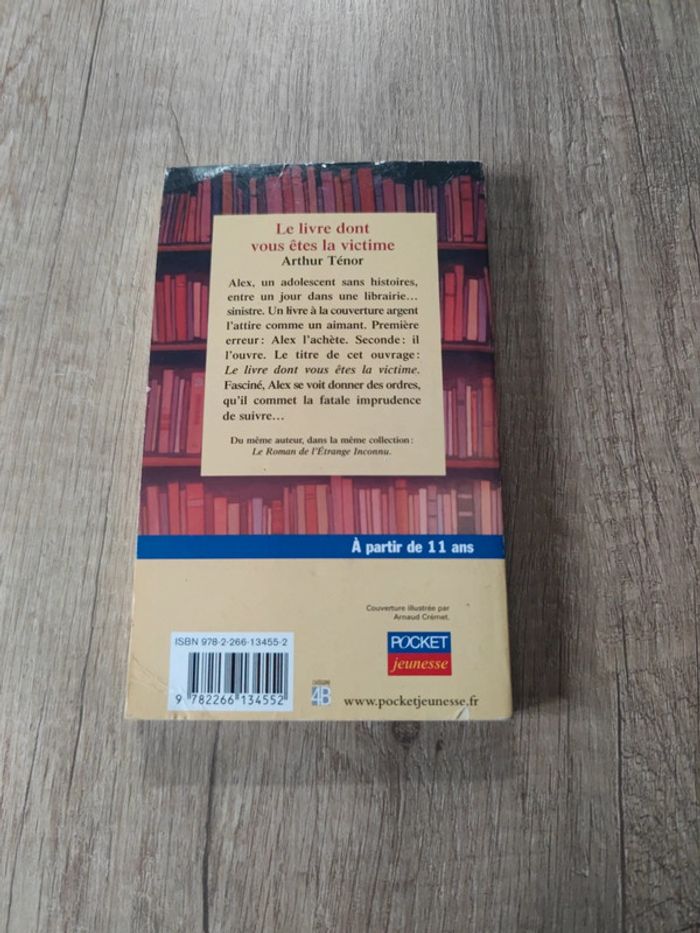 Le livre dont
vous êtes la victime
Arthur Ténor
Alex, un adolescent sans histoires,
entre un jour dans une librairie…
sinistre. Un livre à la couverture argent
l'attire comme un aimant. Première
erreur : Alex l'achète. Seconde : il
l'ouvre. Le titre de cet ouvrage :
Le livre dont vous êtes la victime.
Fasciné, Alex se voit donner des ordres,
qu'il commet la fatale imprudence
de suivre…
Du même auteur, dans la même collection :
Le Roman de l'Étrange Inconnu.
À partir de 11 ans
Couverture illustrée par
Arnaud Crémet.
ISBN 978-2-266-13455-2
POCKET
jeunesse
9 782266 134552
4B
www.pocketjeunesse.fr